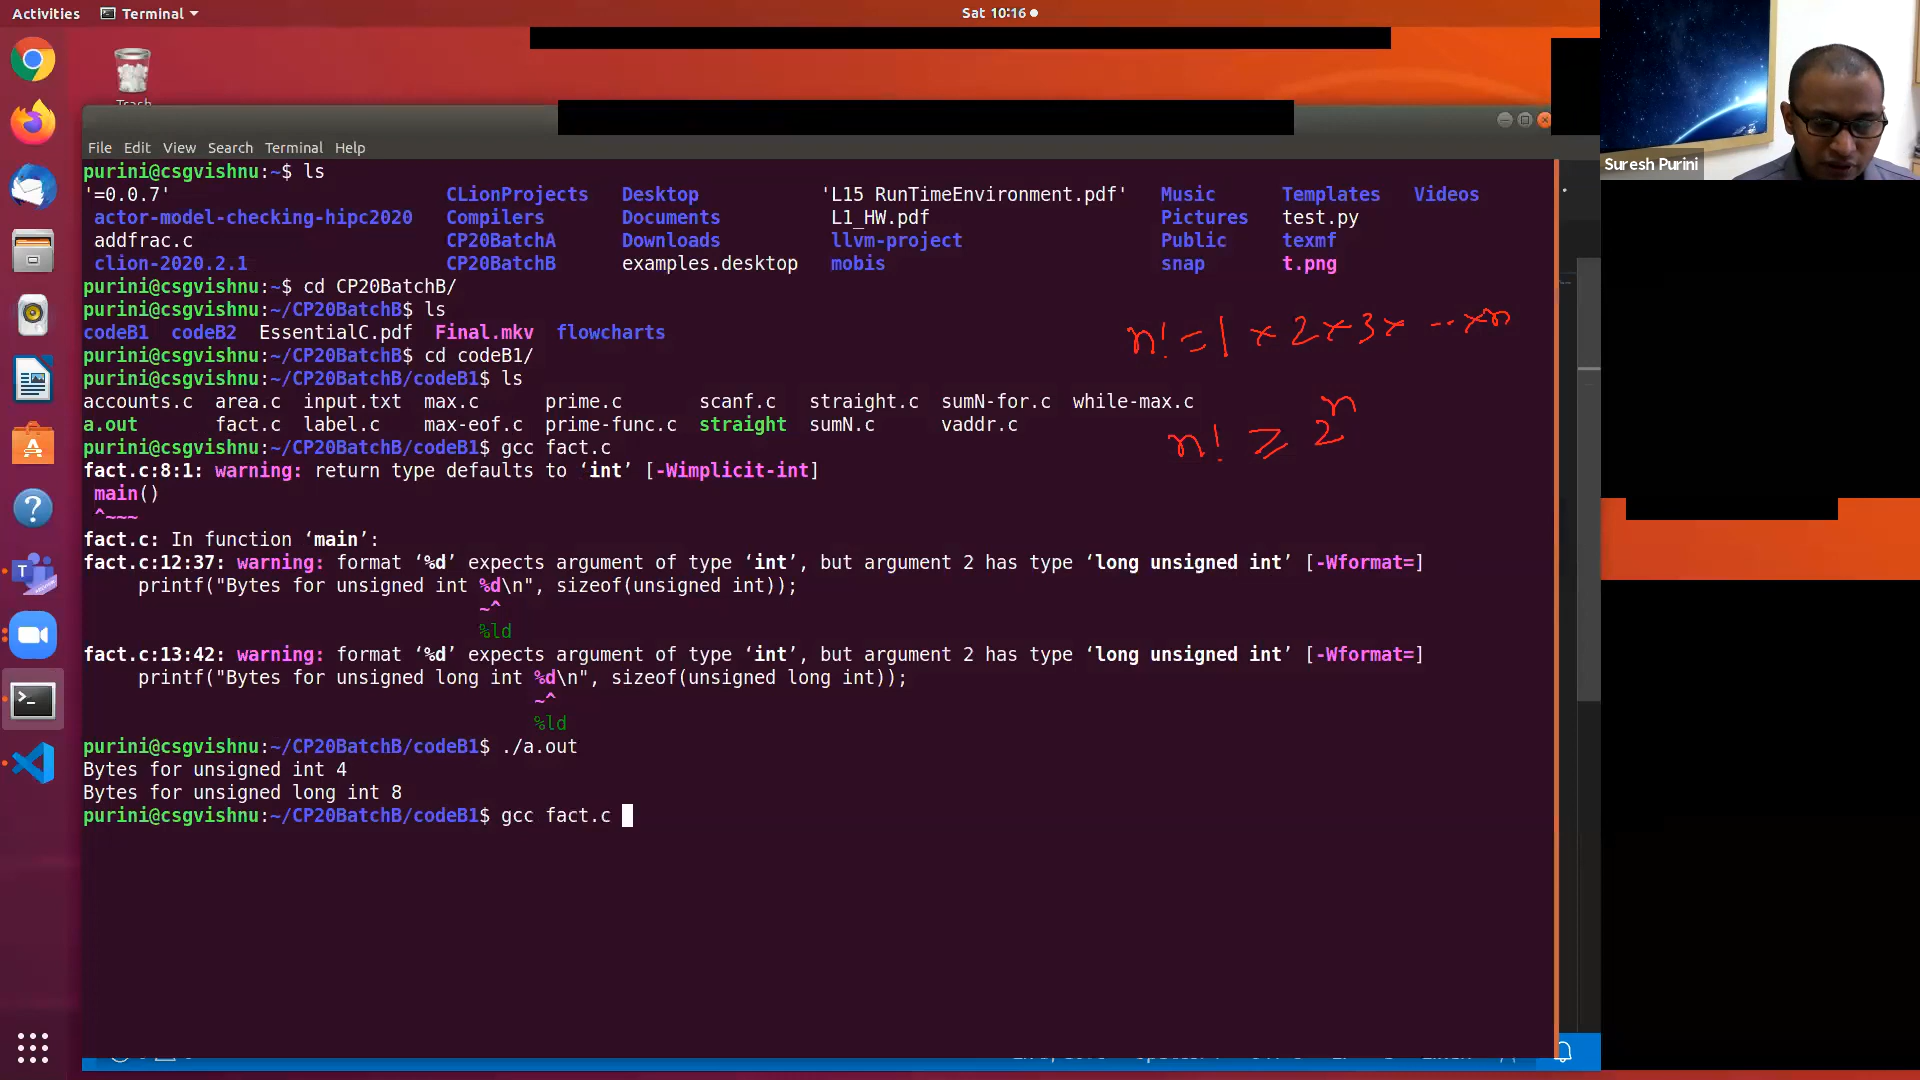 Activities Terminal Sat 10:16
Trash
File Edit View Search Terminal Help
purini@csgvishnu:~$ ls
'=0.0.7' CLionProjects Desktop 'L15 RunTimeEnvironment.pdf' Music Templates Videos
actor-model-checking-hipc2020 Compilers Documents L1_HW.pdf Pictures test.py
addfrac.c CP20BatchA Downloads llvm-project Public texmf
clion-2020.2.1 CP20BatchB examples.desktop mobis snap t.png
purini@csgvishnu:~$ cd CP20BatchB/
purini@csgvishnu:~/CP20BatchB$ ls
codeB1 codeB2 EssentialC.pdf Final.mkv flowcharts
purini@csgvishnu:~/CP20BatchB$ cd codeB1/
purini@csgvishnu:~/CP20BatchB/codeB1$ ls
accounts.c area.c input.txt max.c prime.c scanf.c straight.c sumN-for.c while-max.c
a.out fact.c label.c max-eof.c prime-func.c straight sumN.c vaddr.c
purini@csgvishnu:~/CP20BatchB/codeB1$ gcc fact.c
fact.c:8:1: warning: return type defaults to ‘int’ [-Wimplicit-int]
main()
^~~~
fact.c: In function ‘main’:
fact.c:12:37: warning: format ‘%d’ expects argument of type ‘int’, but argument 2 has type ‘long unsigned int’ [-Wformat=]
printf("Bytes for unsigned int %d\n", sizeof(unsigned int));
~^
%ld
fact.c:13:42: warning: format ‘%d’ expects argument of type ‘int’, but argument 2 has type ‘long unsigned int’ [-Wformat=]
printf("Bytes for unsigned long int %d\n", sizeof(unsigned long int));
~^
%ld
purini@csgvishnu:~/CP20BatchB/codeB1$ ./a.out
Bytes for unsigned int 4
Bytes for unsigned long int 8
purini@csgvishnu:~/CP20BatchB/codeB1$ gcc fact.c
n! = 1 × 2 × 3 × ... × n
n! ≥ 2^n
Suresh Purini